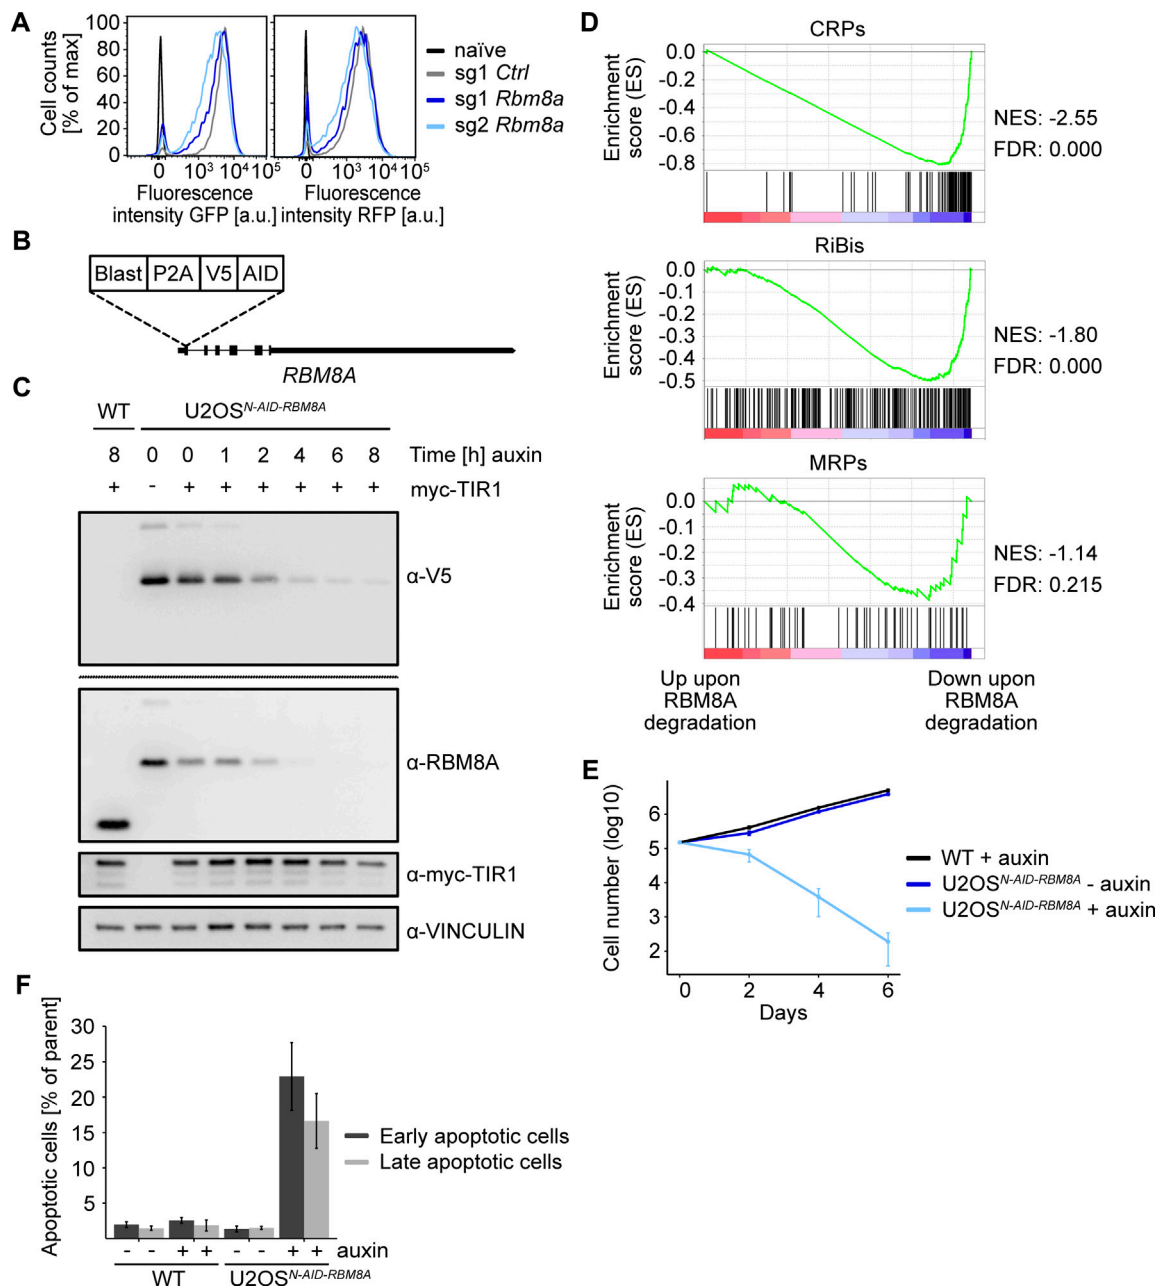 A
Cell counts
[% of max]
100
80
60
40
20
0
0 10³ 10⁴ 10⁵
0 10³ 10⁴ 10⁵
Fluorescence
intensity GFP [a.u.]
Fluorescence
intensity RFP [a.u.]
naïve
sg1 Ctrl
sg1 Rbm8a
sg2 Rbm8a
B
Blast P2A V5 AID
RBM8A
C
WT U2OS^N-AID-RBM8A
8 0 0 1 2 4 6 8 Time [h] auxin
+ - + + + + + + myc-TIR1
α-V5
α-RBM8A
α-myc-TIR1
α-VINCULIN
D
CRPs
Enrichment
score (ES)
0.0
-0.2
-0.4
-0.6
-0.8
NES: -2.55
FDR: 0.000
RiBis
Enrichment
score (ES)
0.0
-0.1
-0.2
-0.3
-0.4
-0.5
NES: -1.80
FDR: 0.000
MRPs
Enrichment
score (ES)
0.0
-0.1
-0.2
-0.3
-0.4
NES: -1.14
FDR: 0.215
Up upon
RBM8A
degradation
Down upon
RBM8A
degradation
E
Cell number (log10)
6
5
4
3
2
0 2 4 6
Days
WT + auxin
U2OS^N-AID-RBM8A - auxin
U2OS^N-AID-RBM8A + auxin
F
Apoptotic cells [% of parent]
30
25
20
15
10
5
Early apoptotic cells
Late apoptotic cells
- - + + - - + + auxin
WT U2OS^N-AID-RBM8A